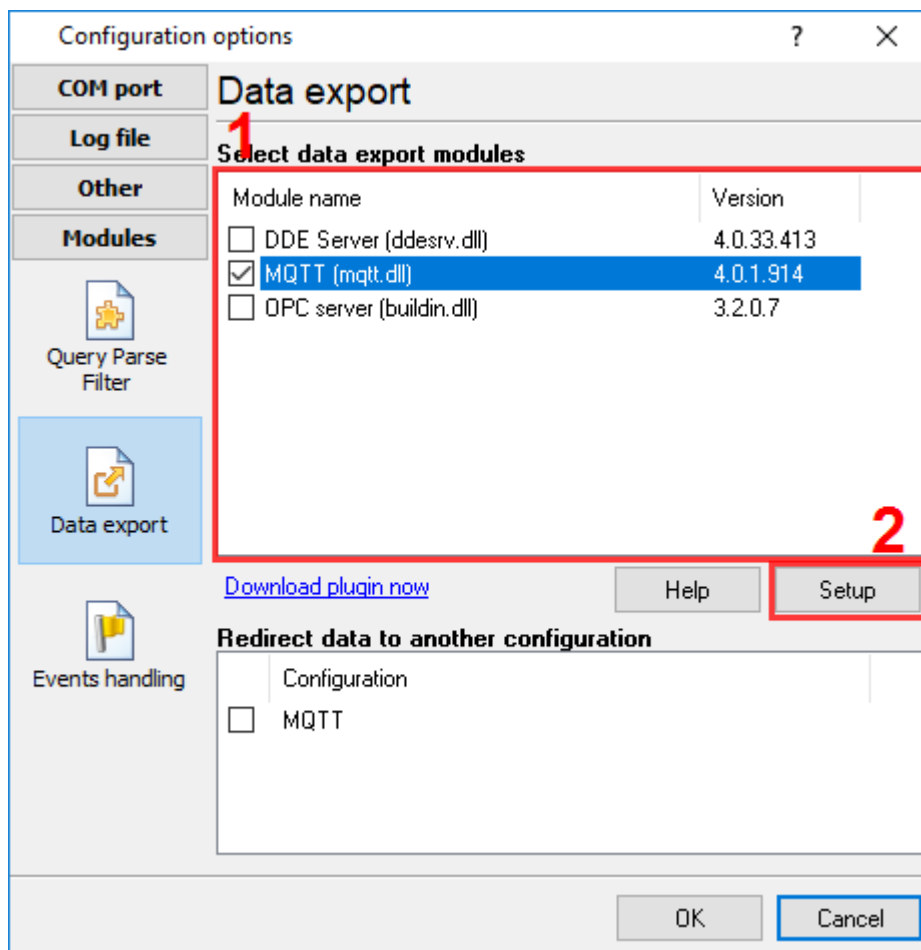 Configuration options
?
COM port
Log file
Other
Modules
Query Parse
Filter
Data export
Events handling
Data export
1
Select data export modules
Module name Version
DDE Server (ddesrv.dll) 4.0.33.413
MQTT (mqtt.dll) 4.0.1.914
OPC server (buildin.dll) 3.2.0.7
2
Download plugin now Help Setup
Redirect data to another configuration
Configuration
MQTT
OK Cancel